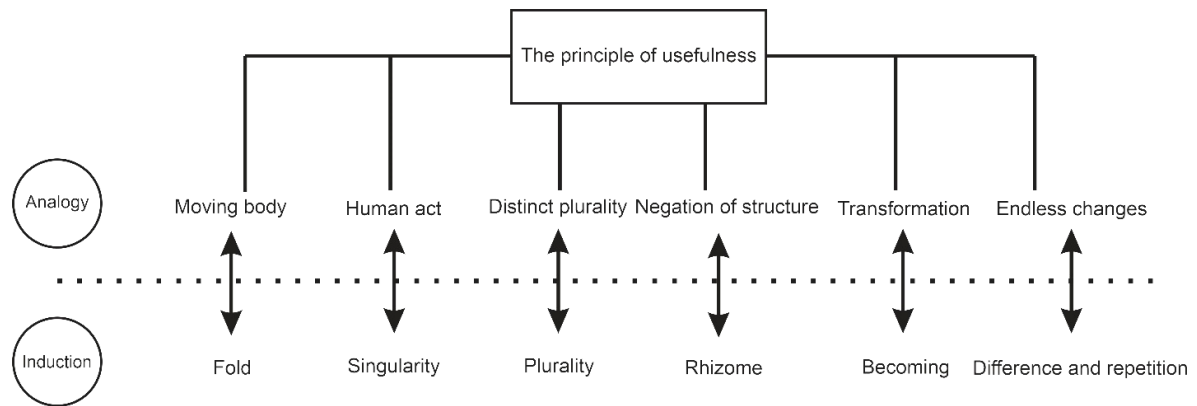 The principle of usefulness
Analogy
Moving body
Human act
Distinct plurality
Negation of structure
Transformation
Endless changes
Induction
Fold
Singularity
Plurality
Rhizome
Becoming
Difference and repetition